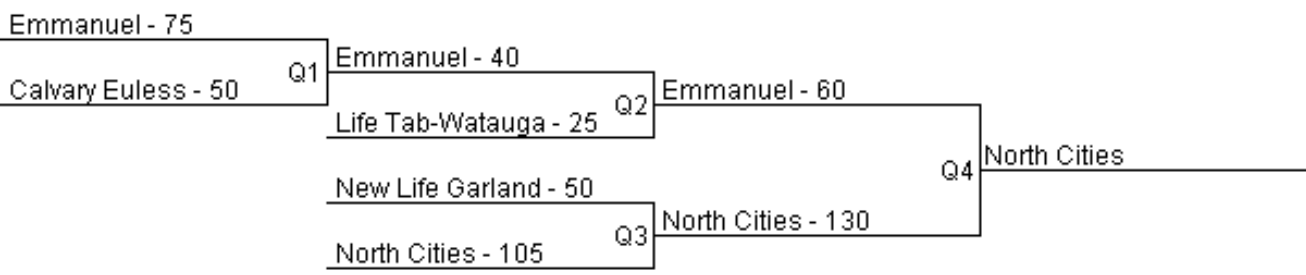 Emmanuel - 75
Q1
Calvary Euless - 50
Emmanuel - 40
Q2
Life Tab-Watauga - 25
New Life Garland - 50
Q3
North Cities - 105
Emmanuel - 60
Q4
North Cities - 130
North Cities